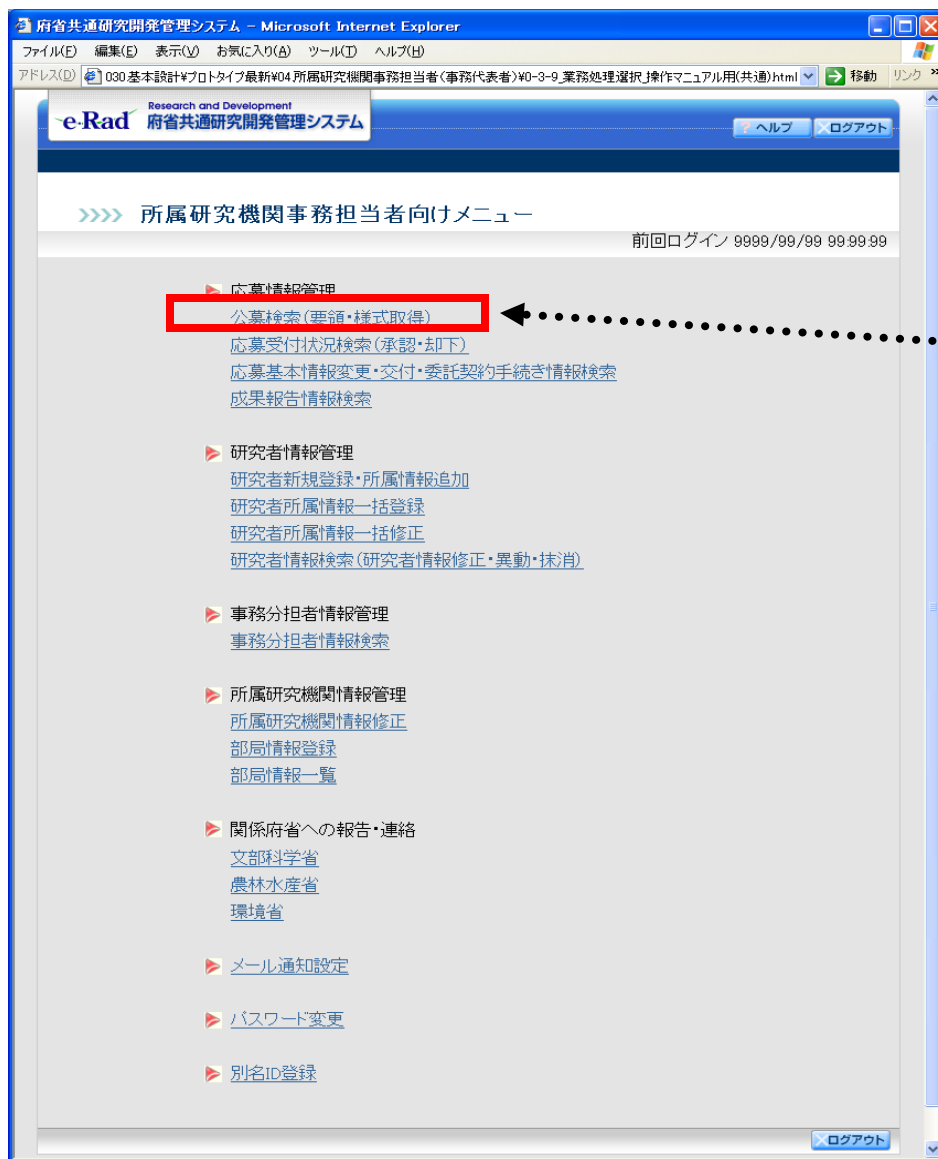 府省共通研究開発管理システム - Microsoft Internet Explorer
ファイル(F) 編集(E) 表示(V) お気に入り(A) ツール(T) ヘルプ(H)
アドレス(D) 030.基本設計¥プロトタイプ最新¥04.所属研究機関事務担当者(事務代表者)¥0-3-9_業務処理選択_操作マニュアル用(共通).html 移動 リンク »
e-Rad Research and Development
府省共通研究開発管理システム
? ヘルプ ログアウト
>>>> 所属研究機関事務担当者向けメニュー
前回ログイン 9999/99/99 99:99:99
応募情報管理
公募検索(要領・様式取得)
応募受付状況検索(承認・却下)
応募基本情報変更・交付・委託契約手続き情報検索
成果報告情報検索
研究者情報管理
研究者新規登録・所属情報追加
研究者所属情報一括登録
研究者所属情報一括修正
研究者情報検索(研究者情報修正・異動・抹消)
事務分担者情報管理
事務分担者情報検索
所属研究機関情報管理
所属研究機関情報修正
部局情報登録
部局情報一覧
関係府省への報告・連絡
文部科学省
農林水産省
環境省
メール通知設定
パスワード変更
別名ID登録
ログアウト